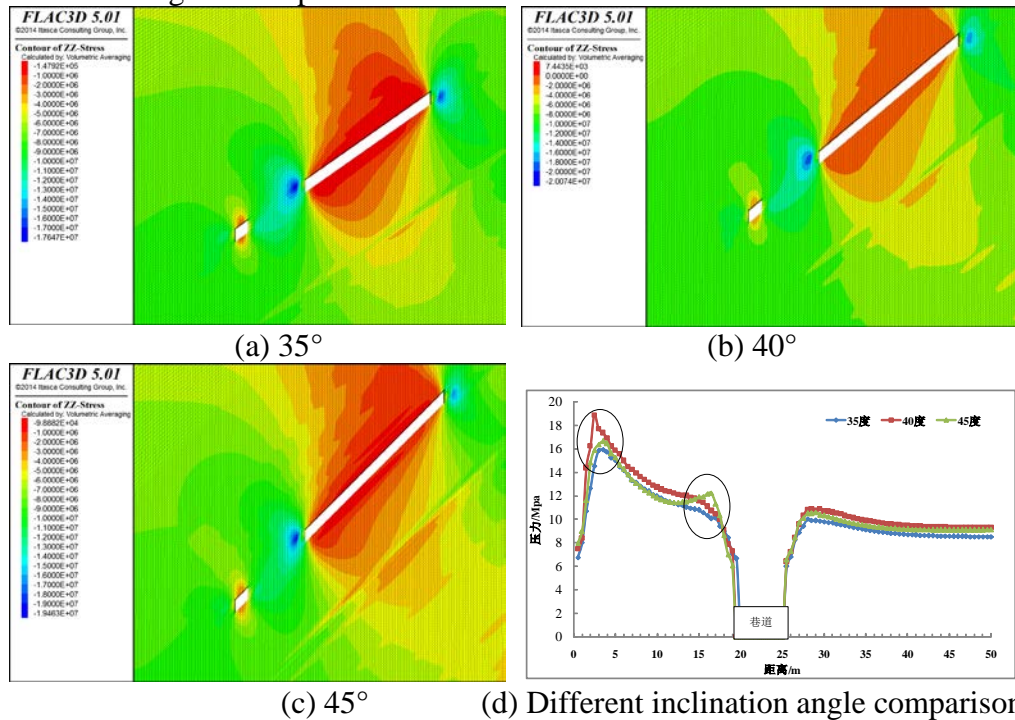 FLAC3D 5.01
©2014 Itasca Consulting Group, Inc.
Contour of ZZ-Stress
Calculated by: Volumetric Averaging
-1.4792E+05
-1.0000E+06
-2.0000E+06
-3.0000E+06
-4.0000E+06
-5.0000E+06
-6.0000E+06
-7.0000E+06
-8.0000E+06
-9.0000E+06
-1.0000E+07
-1.1000E+07
-1.2000E+07
-1.3000E+07
-1.4000E+07
-1.5000E+07
-1.6000E+07
-1.7000E+07
-1.7647E+07
(a) 35°
FLAC3D 5.01
©2014 Itasca Consulting Group, Inc.
Contour of ZZ-Stress
Calculated by: Volumetric Averaging
7.4435E+03
0.0000E+00
-2.0000E+06
-4.0000E+06
-6.0000E+06
-8.0000E+06
-1.0000E+07
-1.2000E+07
-1.4000E+07
-1.6000E+07
-1.8000E+07
-2.0000E+07
-2.0074E+07
(b) 40°
FLAC3D 5.01
©2014 Itasca Consulting Group, Inc.
Contour of ZZ-Stress
Calculated by: Volumetric Averaging
-9.8882E+04
-1.0000E+06
-2.0000E+06
-3.0000E+06
-4.0000E+06
-5.0000E+06
-6.0000E+06
-7.0000E+06
-8.0000E+06
-9.0000E+06
-1.0000E+07
-1.1000E+07
-1.2000E+07
-1.3000E+07
-1.4000E+07
-1.5000E+07
-1.6000E+07
-1.7000E+07
-1.8000E+07
-1.9000E+07
-1.9463E+07
(c) 45°
压力/Mpa
20
18
16
14
12
10
8
6
4
2
0
35度 40度 45度
巷道
0 5 10 15 20 25 30 35 40 45 50
距离/m
(d) Different inclination angle comparison